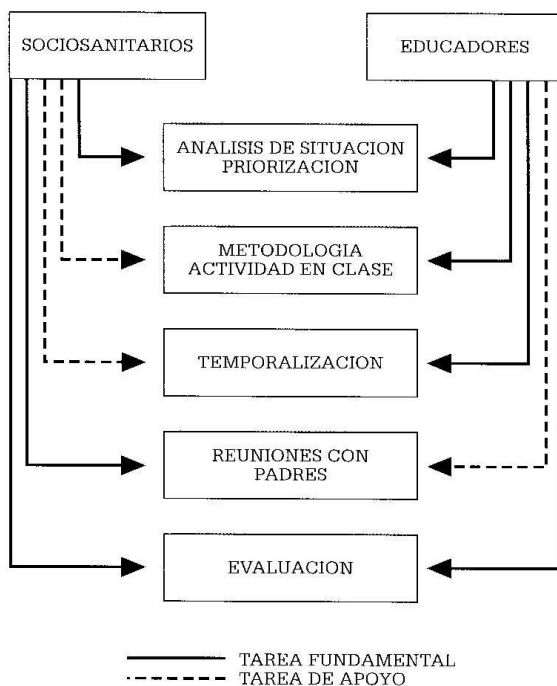 SOCIOSANITARIOS
EDUCADORES
ANALISIS DE SITUACION
PRIORIZACION
METODOLOGIA
ACTIVIDAD EN CLASE
TEMPORALIZACION
REUNIONES CON
PADRES
EVALUACION
TAREA FUNDAMENTAL
TAREA DE APOYO